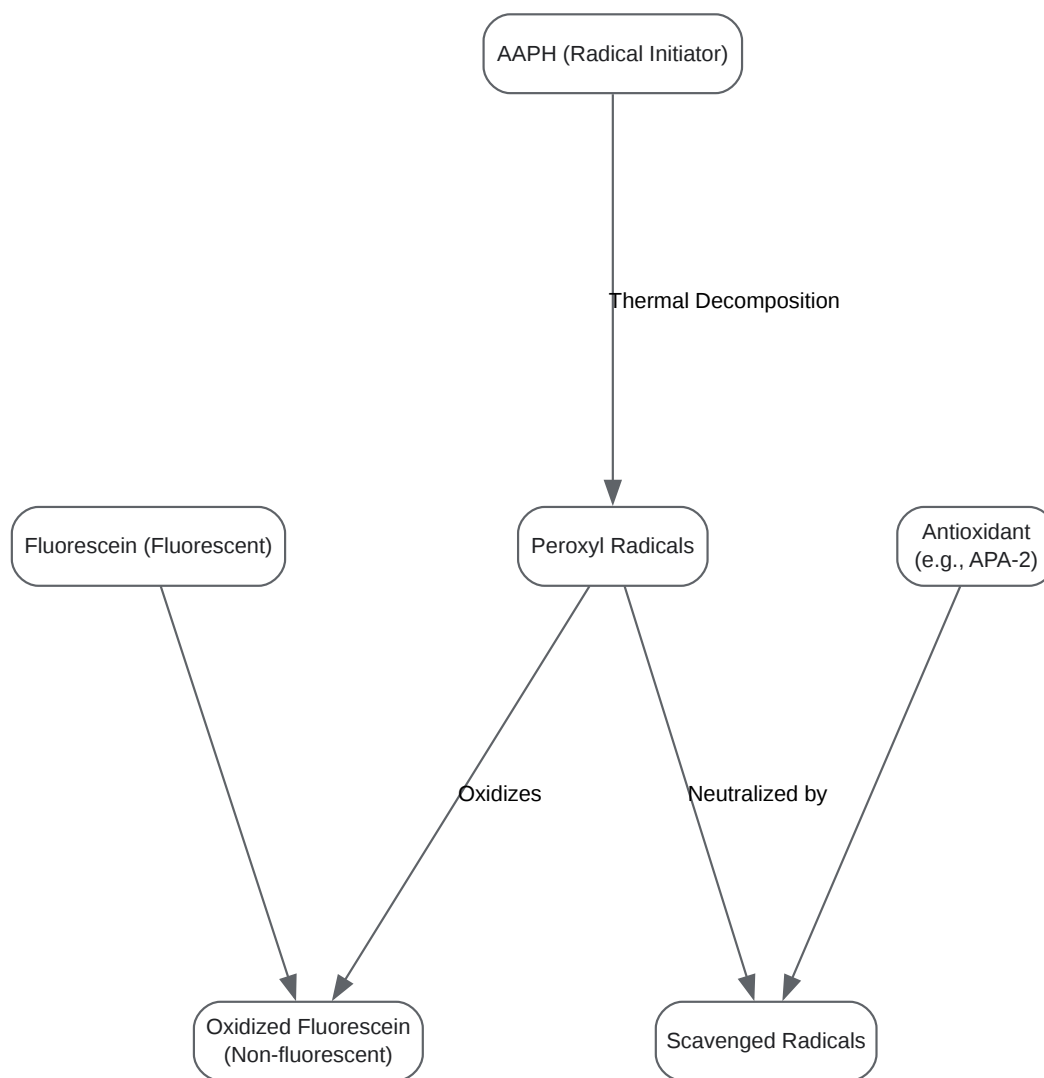 AAPH (Radical Initiator)
Thermal Decomposition
Fluorescein (Fluorescent)
Peroxyl Radicals
Antioxidant
(e.g., APA-2)
Oxidizes
Neutralized by
Oxidized Fluorescein
(Non-fluorescent)
Scavenged Radicals